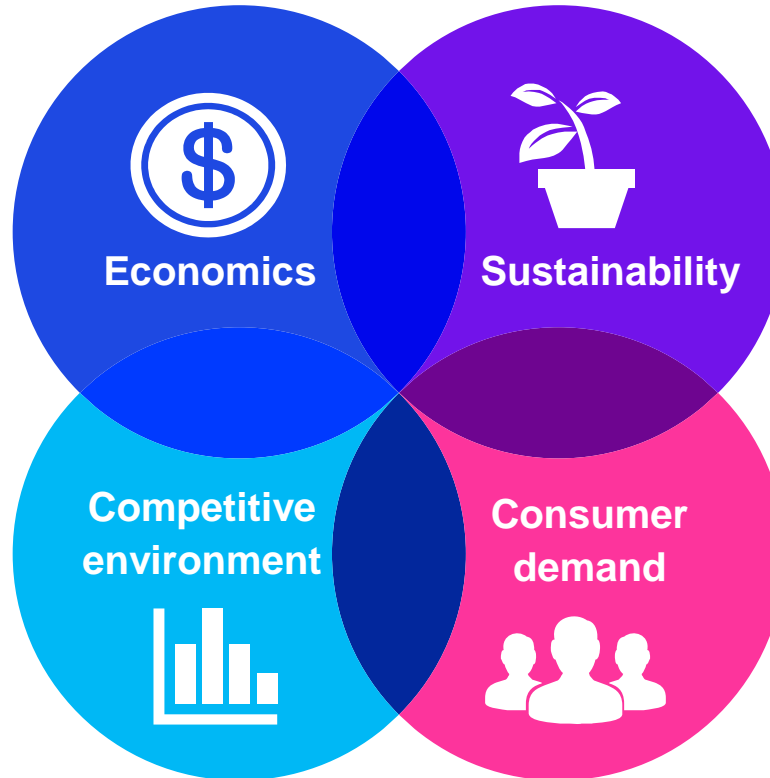 $
Economics
Sustainability
Competitive
environment
Consumer
demand